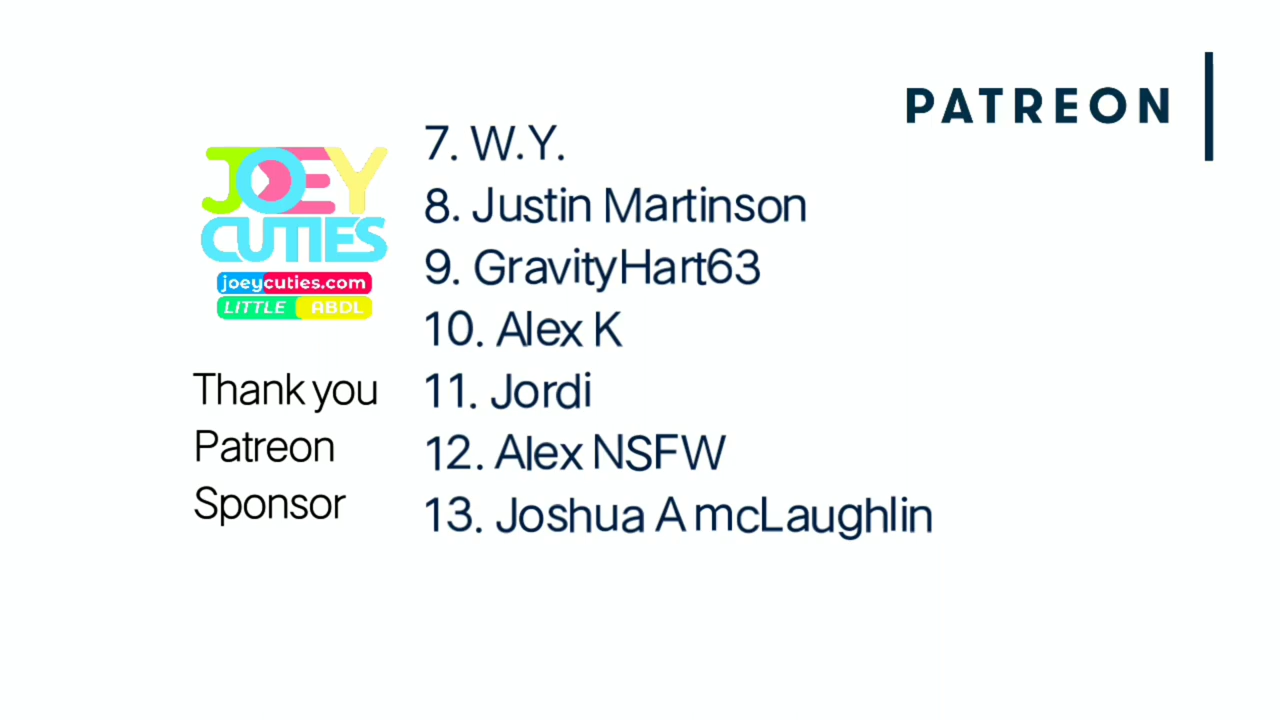 PATREON
JOEY
CUTIES
joeycuties.com
LITTLE ABDL
Thank you
Patreon
Sponsor
7. W.Y.
8. Justin Martinson
9. GravityHart63
10. Alex K
11. Jordi
12. Alex NSFW
13. Joshua A mcLaughlin